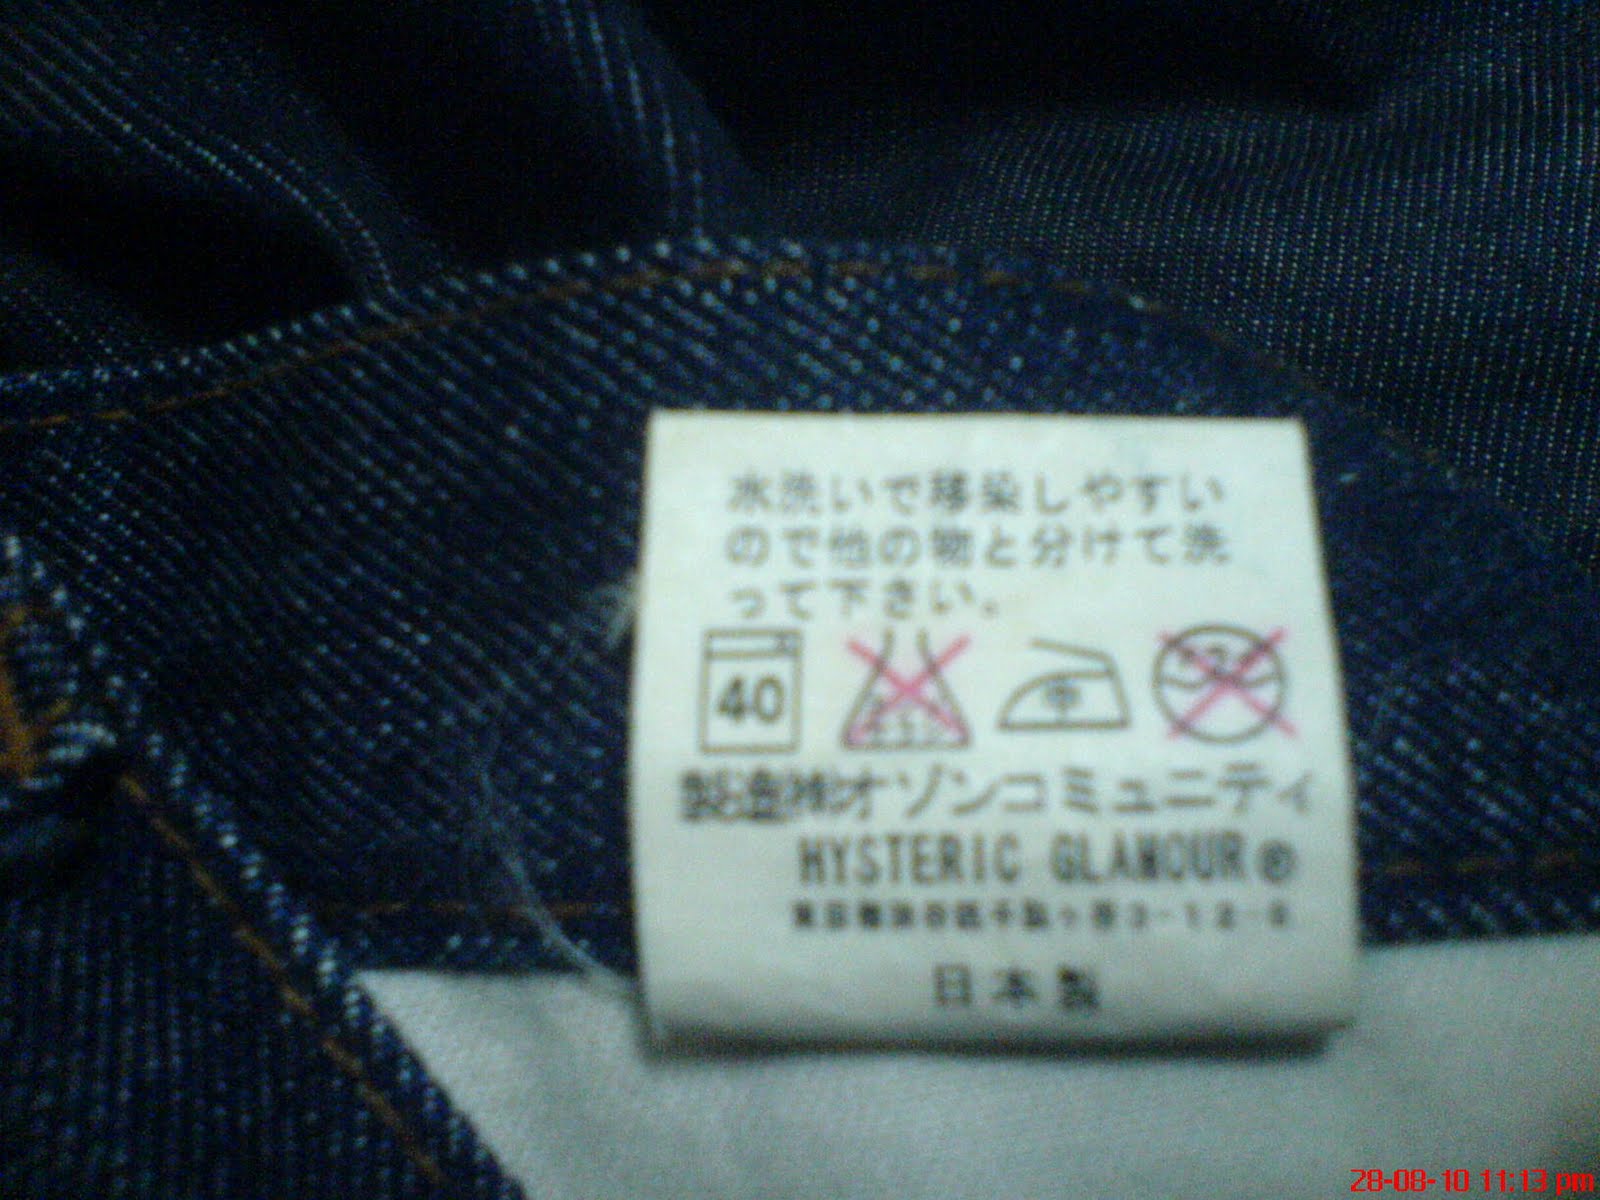 水洗いで移染しやすい
ので他の物と分けて洗
って下さい。
40 中
製造㈱オゾンコミュニティ
HYSTERIC GLAMOUR®
日本製
28-08-10 11:13 pm